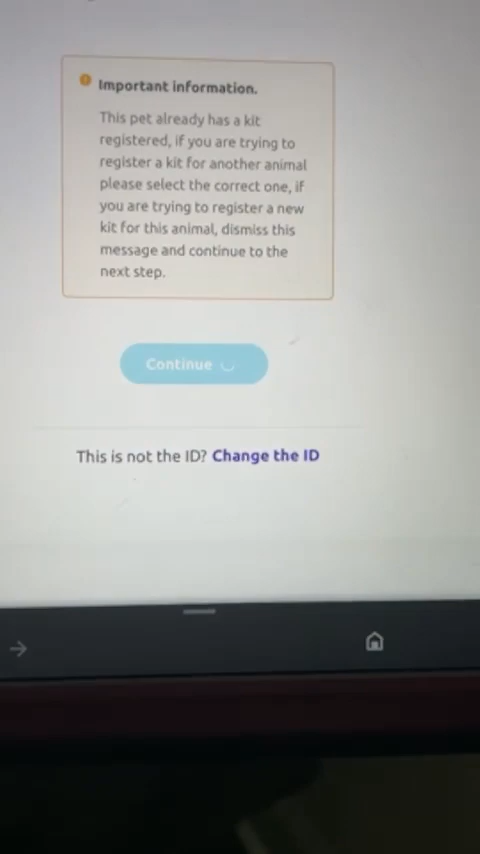 Important information.
This pet already has a kit
registered, if you are trying to
register a kit for another animal
please select the correct one, if
you are trying to register a new
kit for this animal, dismiss this
message and continue to the
next step.
Continue
This is not the ID? Change the ID